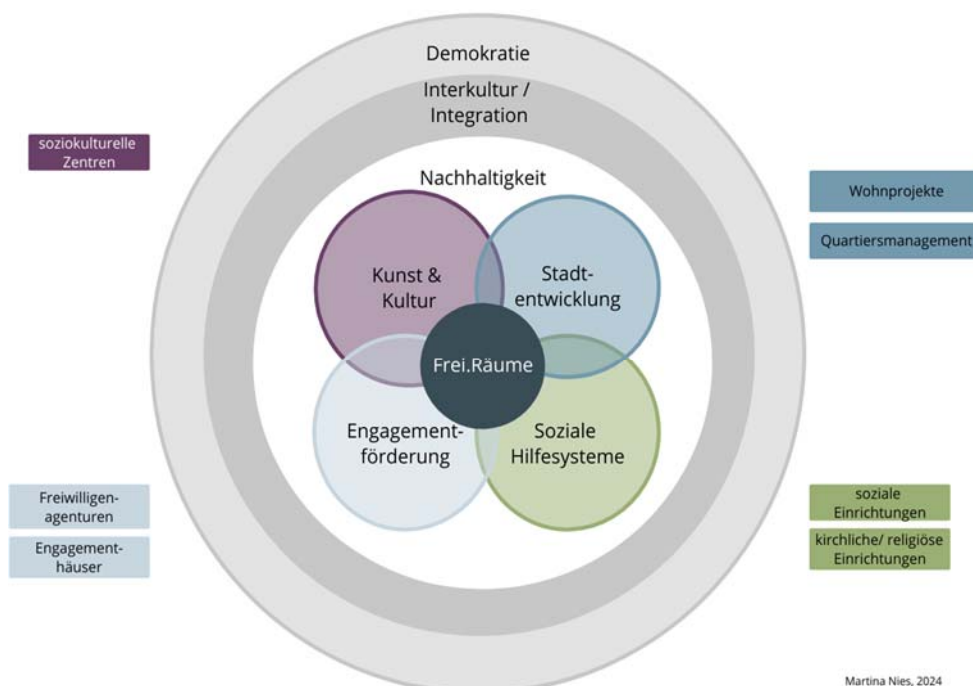 Demokratie
Interkultur /
Integration
soziokulturelle
Zentren
Nachhaltigkeit
Wohnprojekte
Quartiersmanagement
Kunst &
Kultur
Stadt-
entwicklung
Frei.Räume
Engagement-
förderung
Soziale
Hilfesysteme
Freiwilligen-
agenturen
Engagement-
häuser
soziale
Einrichtungen
kirchliche/ religiöse
Einrichtungen
Martina Nies, 2024